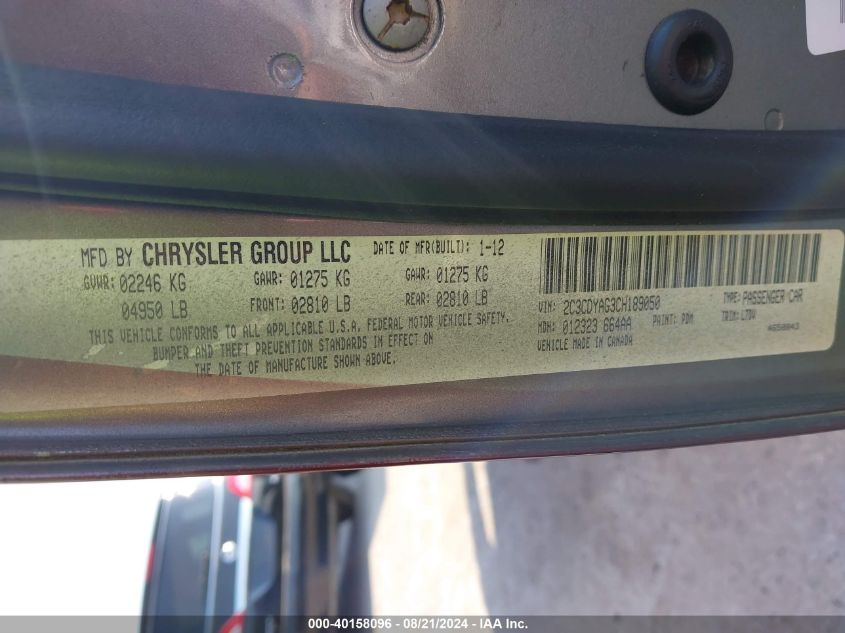 MFD BY CHRYSLER GROUP LLC DATE OF MFR(BUILT): 1-12
GVWR: 02246 KG GAWR: 01275 KG GAWR: 01275 KG
04950 LB FRONT: 02810 LB REAR: 02810 LB
THIS VEHICLE CONFORMS TO ALL APPLICABLE U.S.A. FEDERAL MOTOR VEHICLE SAFETY,
BUMPER AND THEFT PREVENTION STANDARDS IN EFFECT ON
THE DATE OF MANUFACTURE SHOWN ABOVE.
VIN: 2C3CDYAG3CH189050 TYPE: PASSENGER CAR
MDH: 012323 664AA PAINT: PDM TRIM: L7DV
VEHICLE MADE IN CANADA
000-40158096 - 08/21/2024 - IAA Inc.